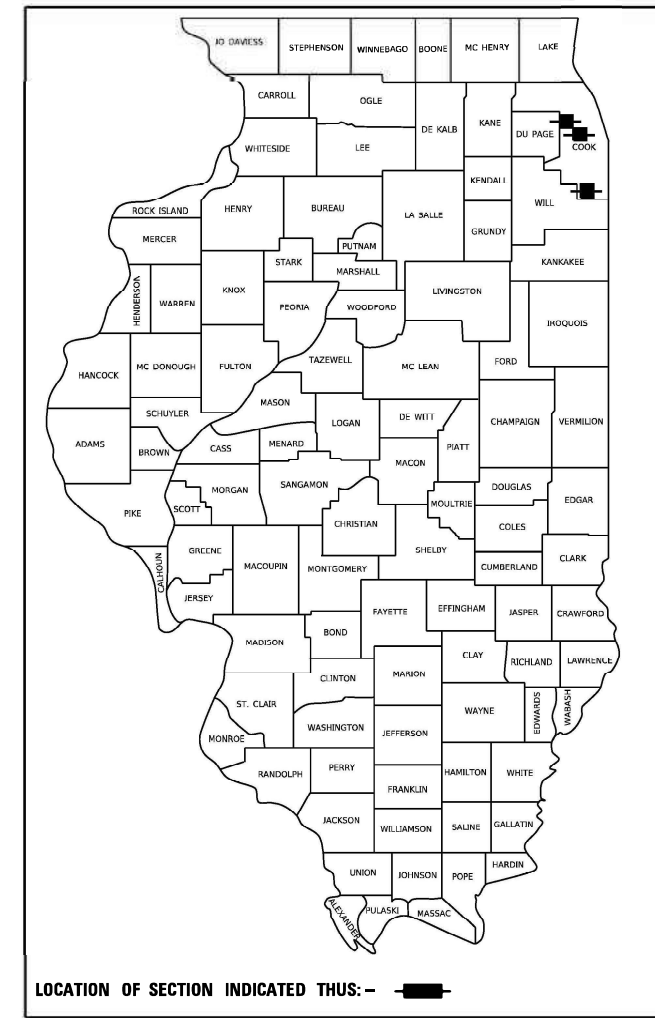 JO DAVIESS STEPHENSON WINNEBAGO BOONE MC HENRY LAKE
CARROLL OGLE DE KALB KANE DU PAGE COOK
WHITESIDE LEE
KENDALL WILL
ROCK ISLAND HENRY BUREAU LA SALLE GRUNDY
MERCER PUTNAM KANKAKEE
STARK MARSHALL
HENDERSON WARREN KNOX PEORIA WOODFORD LIVINGSTON IROQUOIS
HANCOCK MC DONOUGH FULTON TAZEWELL MC LEAN FORD
MASON
SCHUYLER LOGAN DE WITT CHAMPAIGN VERMILION
ADAMS BROWN CASS MENARD PIATT
MACON
MORGAN SANGAMON DOUGLAS EDGAR
PIKE SCOTT CHRISTIAN MOULTRIE COLES
GREENE SHELBY CLARK
CALHOUN MACOUPIN MONTGOMERY CUMBERLAND
JERSEY FAYETTE EFFINGHAM JASPER CRAWFORD
MADISON BOND CLAY RICHLAND LAWRENCE
CLINTON MARION
ST. CLAIR WAYNE EDWARDS WABASH
MONROE WASHINGTON JEFFERSON
RANDOLPH PERRY HAMILTON WHITE
FRANKLIN
JACKSON WILLIAMSON SALINE GALLATIN
UNION JOHNSON POPE HARDIN
ALEXANDER PULASKI MASSAC
LOCATION OF SECTION INDICATED THUS: –